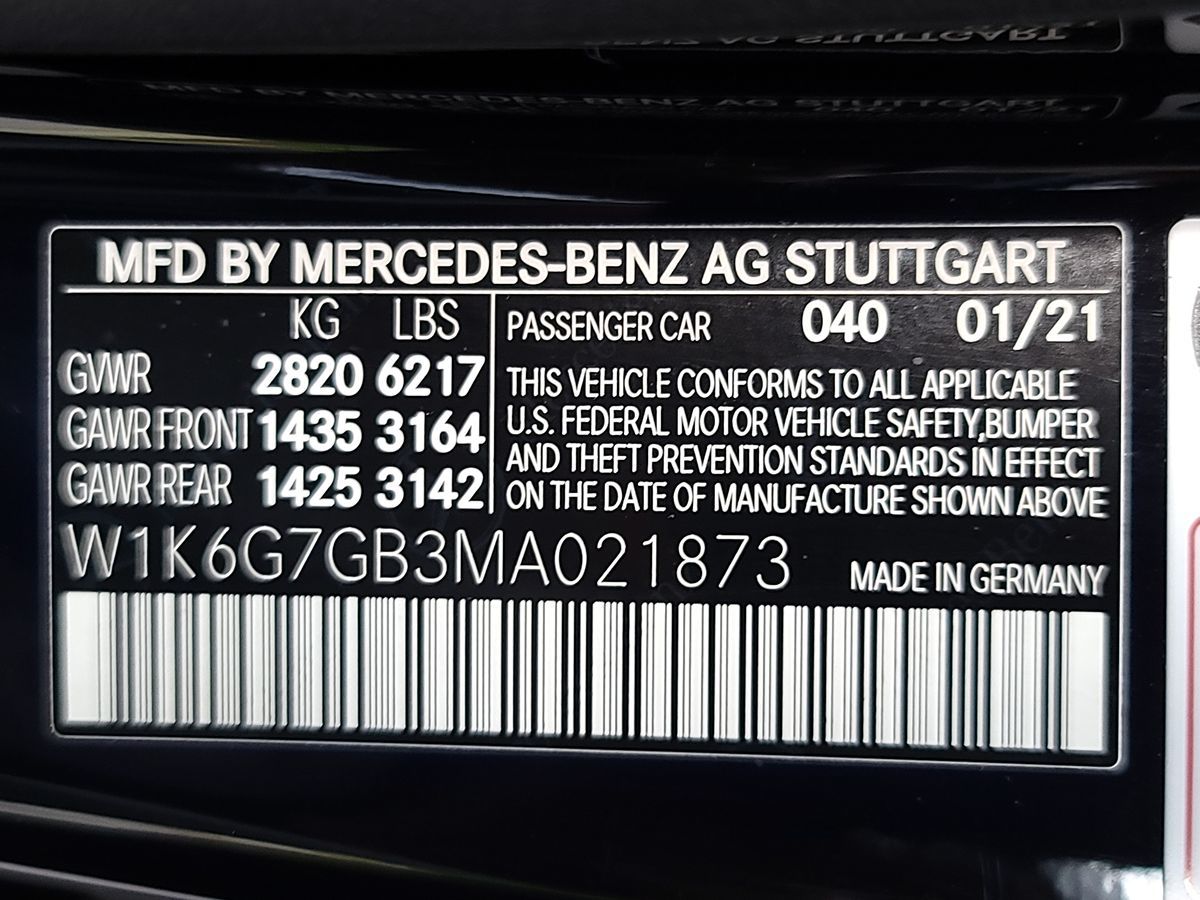 MFD BY MERCEDES-BENZ AG STUTTGART
KG LBS
GVWR 2820 6217
GAWR FRONT 1435 3164
GAWR REAR 1425 3142
PASSENGER CAR 040 01/21
THIS VEHICLE CONFORMS TO ALL APPLICABLE
U.S. FEDERAL MOTOR VEHICLE SAFETY,BUMPER
AND THEFT PREVENTION STANDARDS IN EFFECT
ON THE DATE OF MANUFACTURE SHOWN ABOVE
W1K6G7GB3MA021873
MADE IN GERMANY